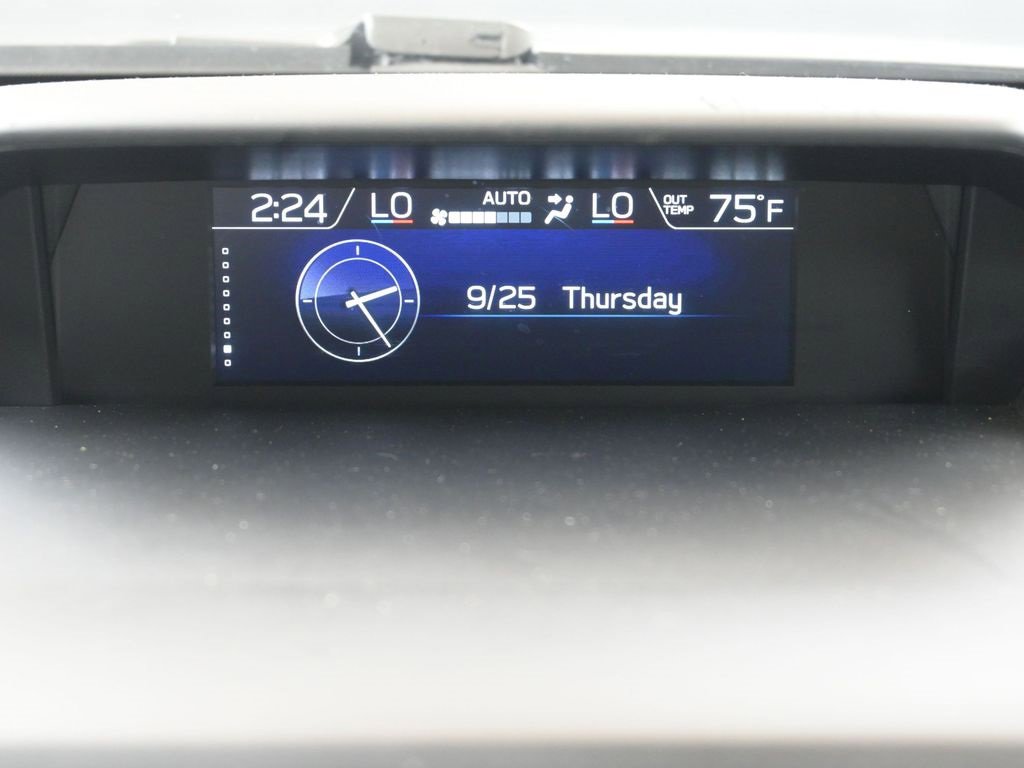 2:24 LO AUTO LO OUT TEMP 75°F
9/25 Thursday